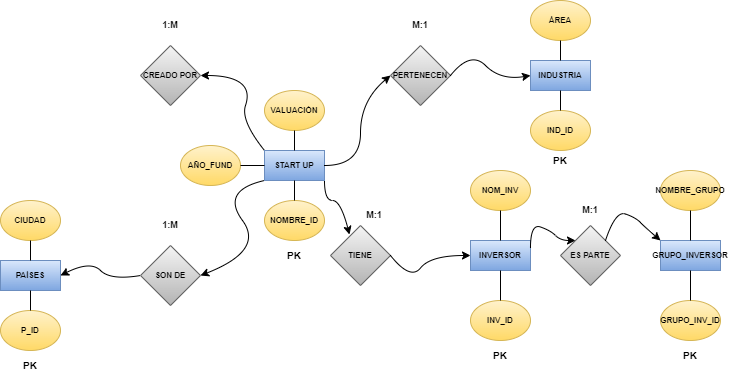 ÁREA
1:M
M:1
CREADO POR
PERTENECEN
INDUSTRIA
VALUACIÓN
IND_ID
PK
AÑO_FUND
START UP
NOM_INV
NOMBRE_GRUPO
CIUDAD
NOMBRE_ID
1:M
M:1
M:1
PK
PAÍSES
SON DE
TIENE
INVERSOR
ES PARTE
GRUPO_INVERSOR
P_ID
INV_ID
GRUPO_INV_ID
PK
PK
PK